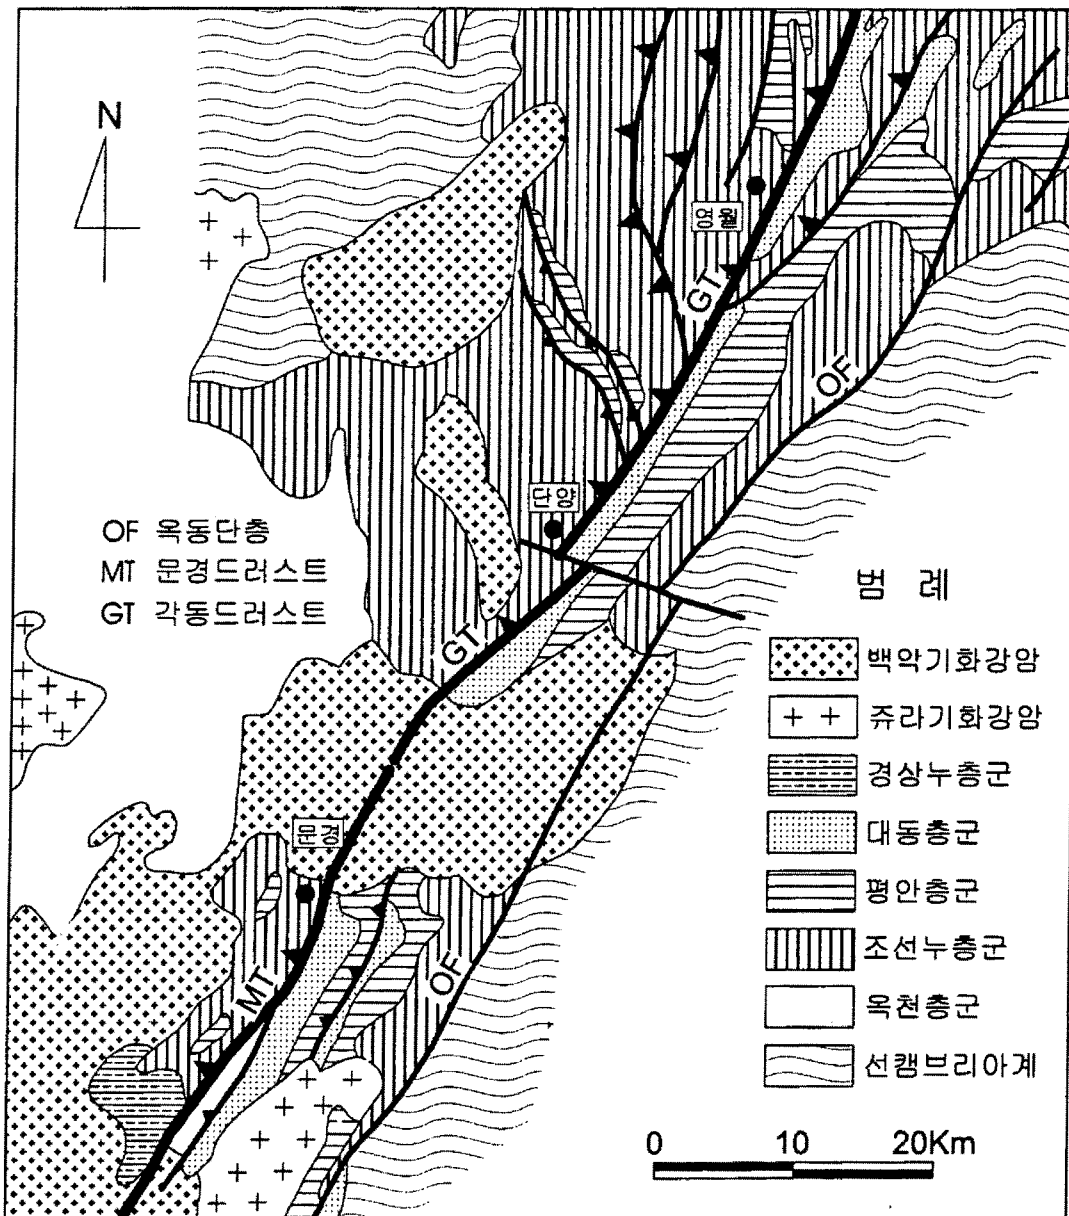 N
영월
GT
OF
단양
OF 옥동단층
MT 문경드러스트
GT 각동드러스트
GT
범 례
백악기화강암
쥬라기화강암
경상누층군
대동층군
평안층군
조선누층군
옥천층군
선캠브리아계
문경
MT
OF
0 10 20Km